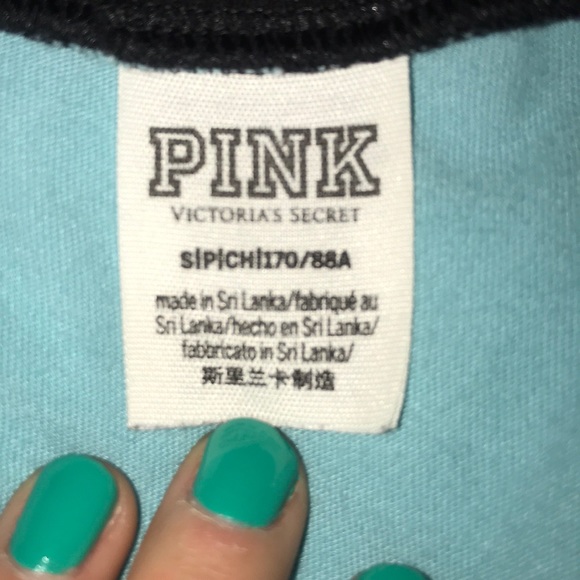 PINK
VICTORIA'S SECRET
S|P|CH|170/88A
made in Sri Lanka/fabriqué au
Sri Lanka/hecho en Sri Lanka/
fabbricato in Sri Lanka/
斯里兰卡制造